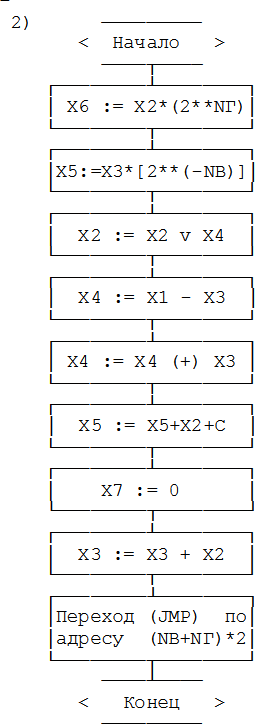 2)
< Начало >
X6 := X2*(2**NГ)
X5:=X3*[2**(-NB)]
X2 := X2 v X4
X4 := X1 - X3
X4 := X4 (+) X3
X5 := X5+X2+C
X7 := 0
X3 := X3 + X2
Переход (JMP) по
адресу (NB+NГ)*2
< Конец >